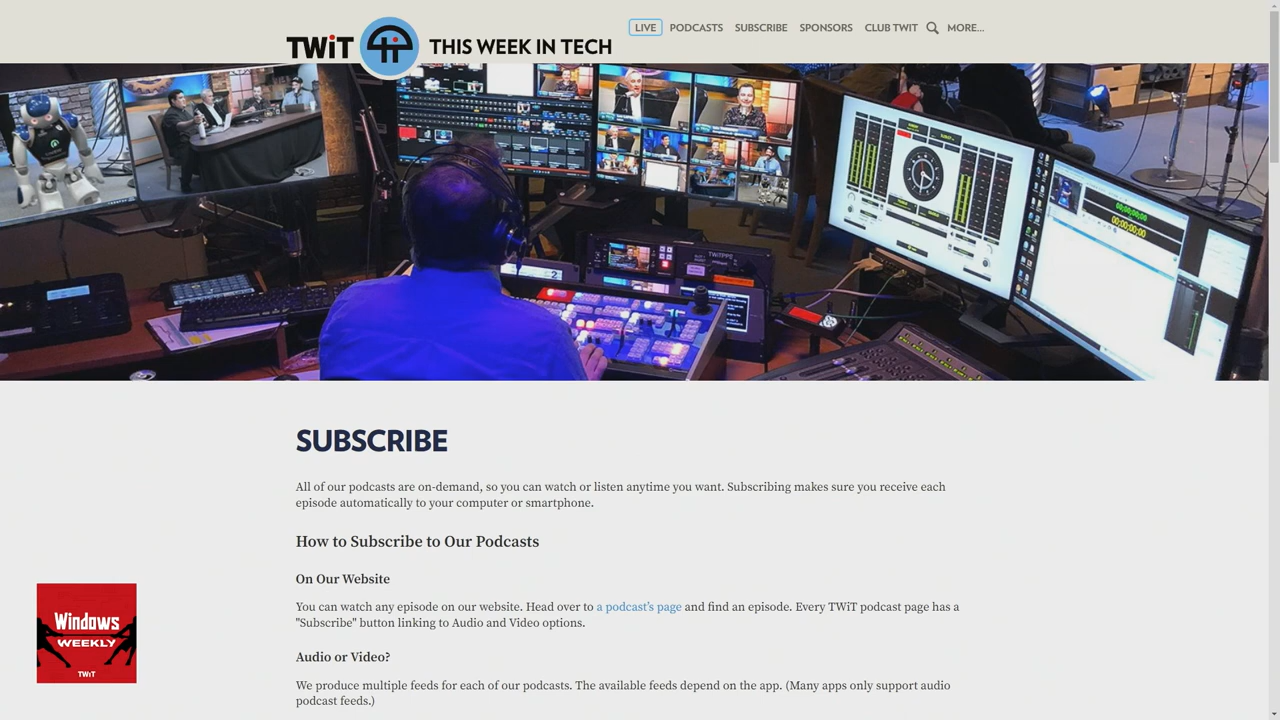 TWiT
THIS WEEK IN TECH
LIVE
PODCASTS
SUBSCRIBE
SPONSORS
CLUB TWIT
MORE...
SUBSCRIBE
All of our podcasts are on-demand, so you can watch or listen anytime you want. Subscribing makes sure you receive each
episode automatically to your computer or smartphone.
How to Subscribe to Our Podcasts
On Our Website
You can watch any episode on our website. Head over to a podcast’s page and find an episode. Every TWiT podcast page has a
"Subscribe" button linking to Audio and Video options.
Audio or Video?
We produce multiple feeds for each of our podcasts. The available feeds depend on the app. (Many apps only support audio
podcast feeds.)
Windows
WEEKLY
TWiT